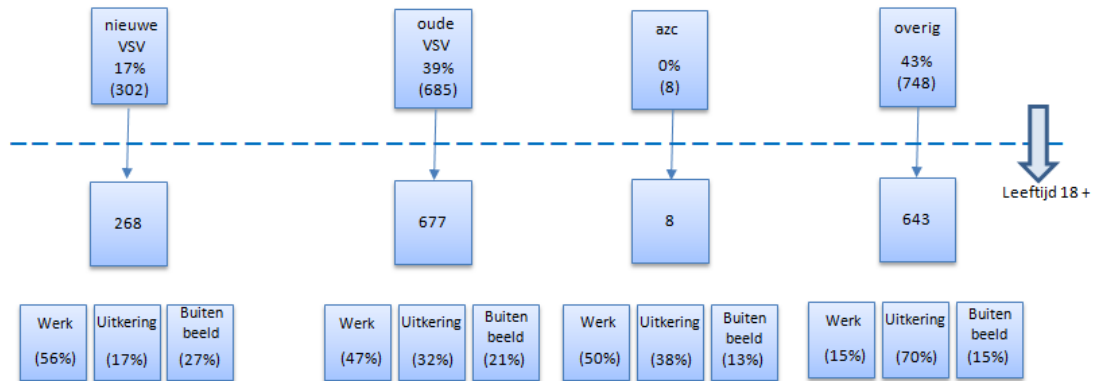 nieuwe
VSV
17%
(302)
oude
VSV
39%
(685)
azc
0%
(8)
overig
43%
(748)
Leeftijd 18 +
268
677
8
643
Werk
(56%)
Uitkering
(17%)
Buiten
beeld
(27%)
Werk
(47%)
Uitkering
(32%)
Buiten
beeld
(21%)
Werk
(50%)
Uitkering
(38%)
Buiten
beeld
(13%)
Werk
(15%)
Uitkering
(70%)
Buiten
beeld
(15%)